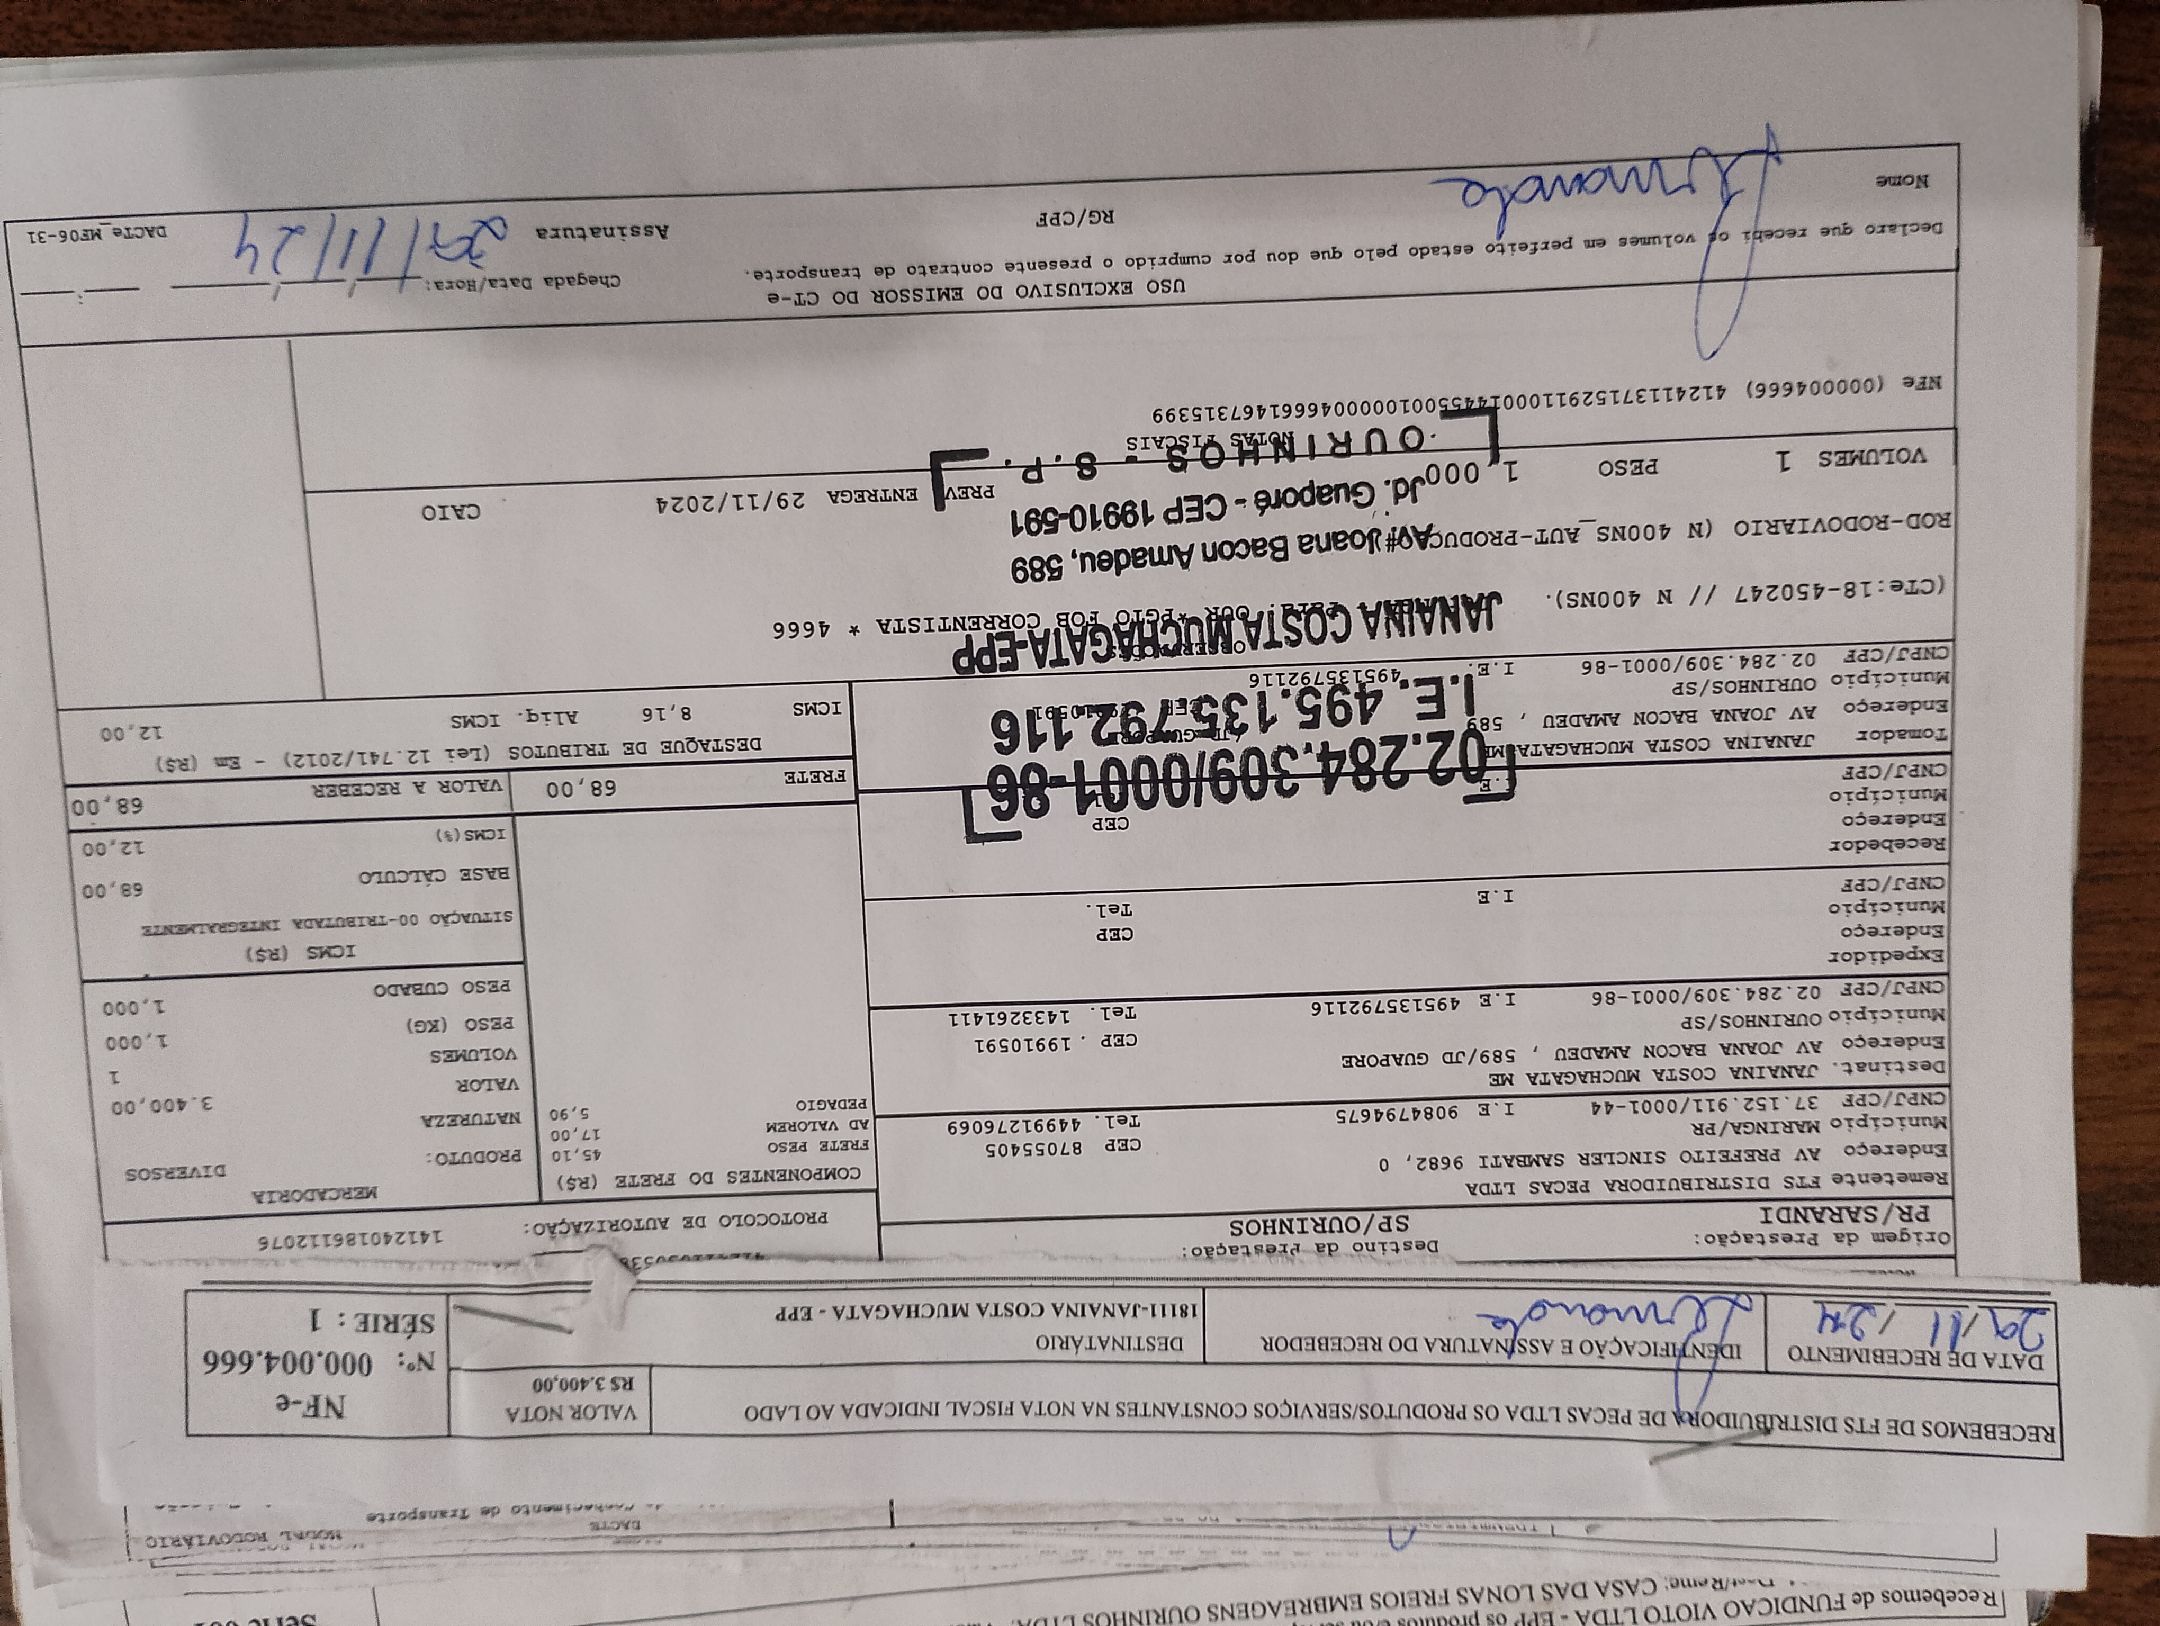 Recebemos de FUNDICAO VIOTO LTDA - EPP os produtos
CASA DAS LONAS FREIOS EMBREAGENS OURINHOS LTDA
MODAL RODOVIÁRIO
DACTE
de Transporte
RECEBEMOS DE FTS DISTRIBUIDORA DE PECAS LTDA OS PRODUTOS/SERVIÇOS CONSTANTES NA NOTA FISCAL INDICADA AO LADO
VALOR NOTA
R$ 3.400,00
NF-e
Nº: 000.004.666
SÉRIE : 1
DATA DE RECEBIMENTO
29/11/24
IDENTIFICAÇÃO E ASSINATURA DO RECEBEDOR
DESTINATÁRIO
18111-JANAINA COSTA MUCHAGATA - EPP
Origem da Prestação:
PR/SARANDI
Destino da Prestação:
SP/OURINHOS
PROTOCOLO DE AUTORIZAÇÃO:
141240186112076
Remetente FTS DISTRIBUIDORA PECAS LTDA
Endereço AV PREFEITO SINCLER SAMBATI 9682, 0
CEP 87055405
Município MARINGA/PR
Tel. 44991276069
CNPJ/CPF 37.152.911/0001-44
I.E 9084794675
Destinat. JANAINA COSTA MUCHAGATA ME
Endereço AV JOANA BACON AMADEU , 589/JD GUAPORE
CEP . 19910591
Município OURINHOS/SP
Tel. 1433261411
CNPJ/CPF 02.284.309/0001-86
I.E 495135792116
Expedidor
Endereço
CEP
Município
Tel.
CNPJ/CPF
I.E
Recebedor
Endereço
CEP
Município
CNPJ/CPF
I.E
Tomador JANAINA COSTA MUCHAGATA ME
Endereço AV JOANA BACON AMADEU , 589
Município OURINHOS/SP
CNPJ/CPF 02.284.309/0001-86
I.E. 495135792116
COMPONENTES DO FRETE (R$)
FRETE PESO 45,10
AD VALOREM 17,00
PEDAGIO 5,90
MERCADORIA
PRODUTO: DIVERSOS
NATUREZA
VALOR 3.400,00
VOLUMES 1
PESO (KG) 1,000
PESO CUBADO 1,000
ICMS (R$)
SITUAÇÃO 00-TRIBUTADA INTEGRALMENTE
BASE CÁLCULO 68,00
ICMS(%) 12,00
FRETE 68,00
VALOR A RECEBER 68,00
DESTAQUE DE TRIBUTOS (Lei 12.741/2012) - Em (R$)
ICMS 8,16 Aliq. ICMS 12,00
02.284.309/0001-86
I.E. 495.135.792.116
JANAINA COSTA MUCHAGATA-EPP
Av. Joana Bacon Amadeu, 589
Jd. Guaporé - CEP 19910-591
OURINHOS - S.P.
OUR *PGTO FOB CORRENTISTA * 4666
(CTe:18-450247 // N 400NS).
ROD-RODOVIARIO (N 400NS_AUT-PRODUCAO#)
VOLUMES 1 PESO 1,000
PREV ENTREGA 29/11/2024
CAIO
NOTAS FISCAIS
NFe (000004666) 41241137152911000144550010000046661467315399
USO EXCLUSIVO DO EMISSOR DO CT-e
Declaro que recebi os volumes em perfeito estado pelo que dou por cumprido o presente contrato de transporte.
Chegada Data/Hora:
29/11/24
Nome
RG/CPF
Assinatura
DACTe_MF06-31